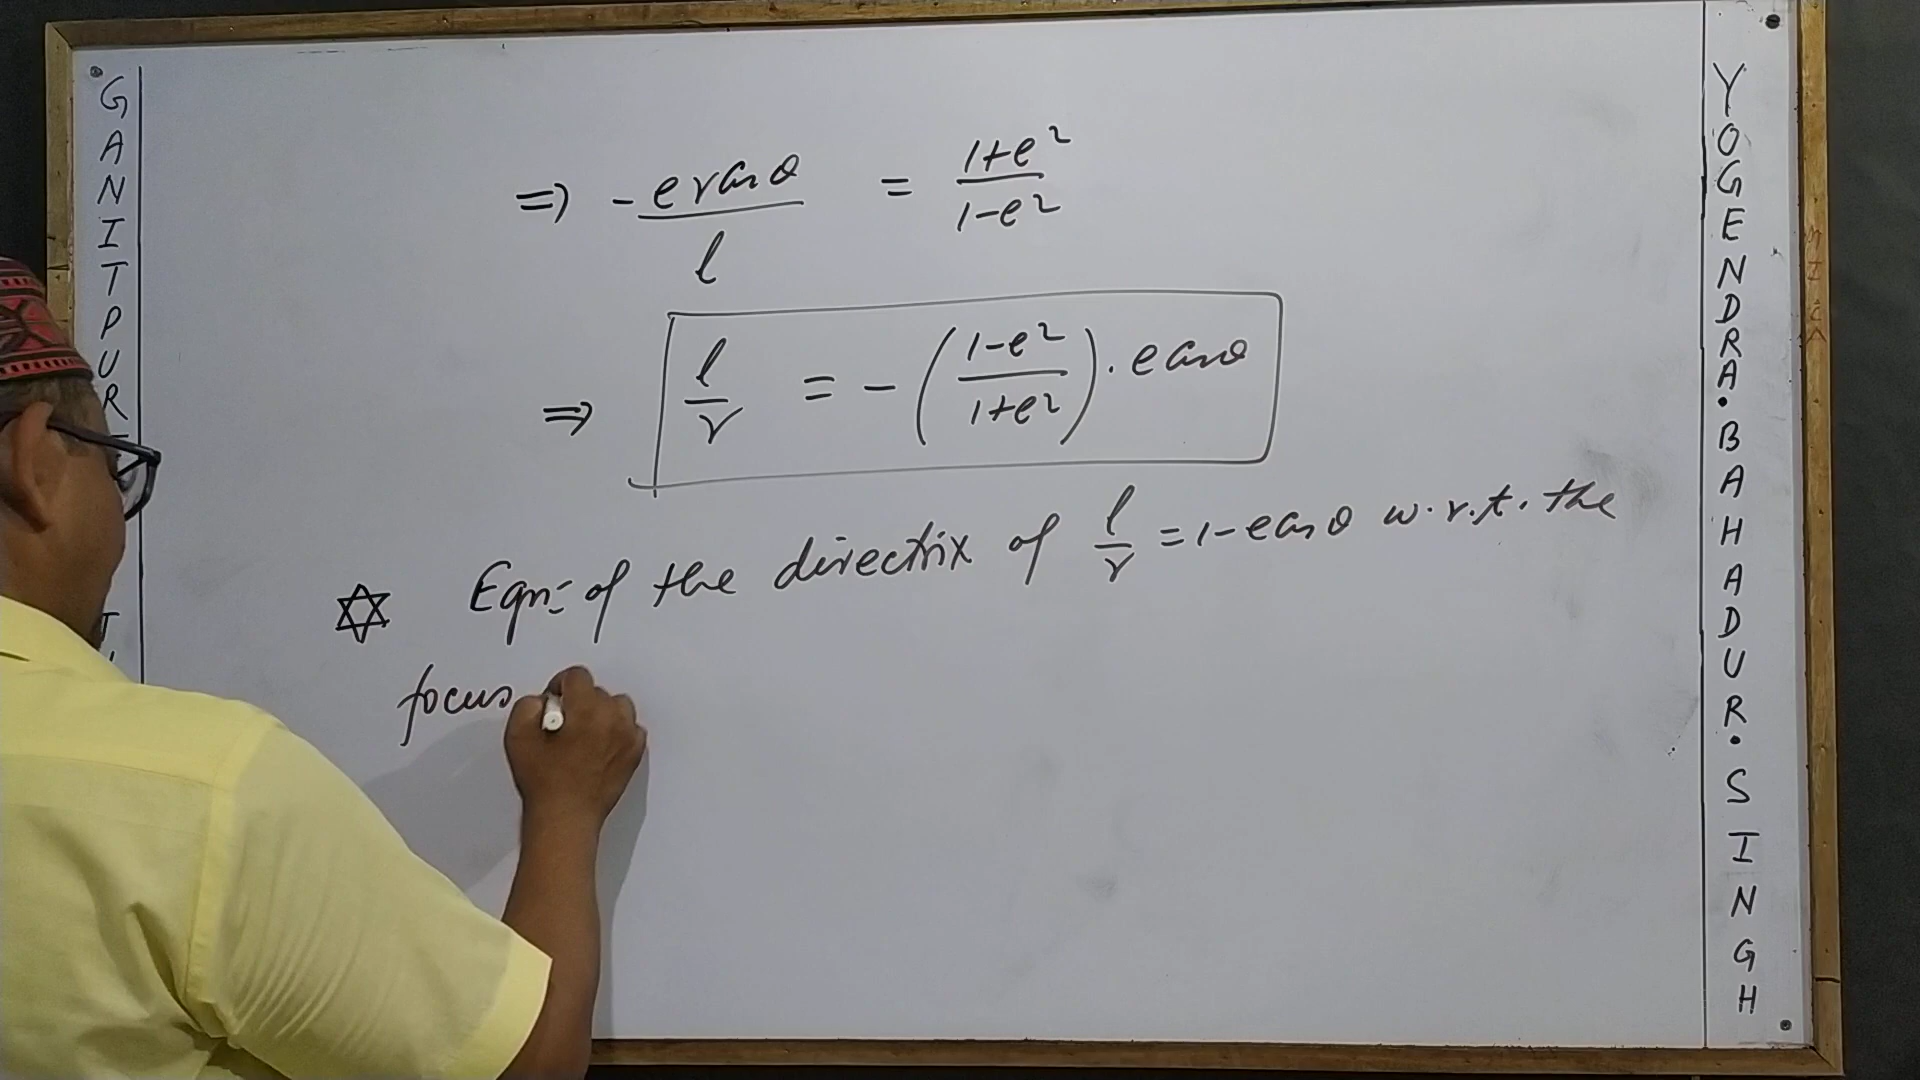 GANITPUR
⇒ -e r cosθ / l = 1+e² / 1-e²
⇒ l/r = -(1-e² / 1+e²) . e cosθ
✡ Eqn: of the directrix of l/r = 1-e cosθ w.r.t. the
focus
YOGENDRA.BAHADUR.SINGH